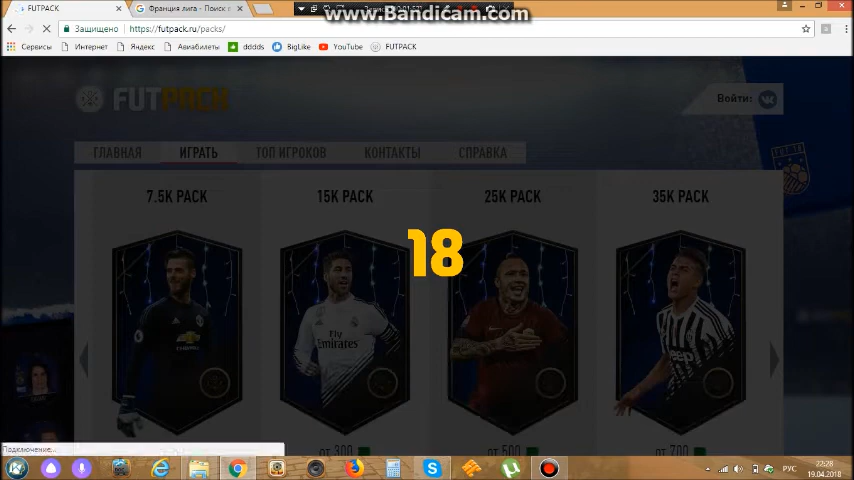 www.Bandicam.com
FUTPACK
Франция лига - Поиск
Защищено
https://futpack.ru/packs/
Сервисы Интернет Яндекс Авиабилеты dddds BigLike YouTube FUTPACK
FUTPACK
Войти:
FUT 18
ГЛАВНАЯ ИГРАТЬ ТОП ИГРОКОВ КОНТАКТЫ СПРАВКА
7.5K PACK 15K PACK 25K PACK 35K PACK
18
Fly
Emirates
Jeep
от 300 от 500 от 700
Подключение...
РУС
22:28
19.04.2018